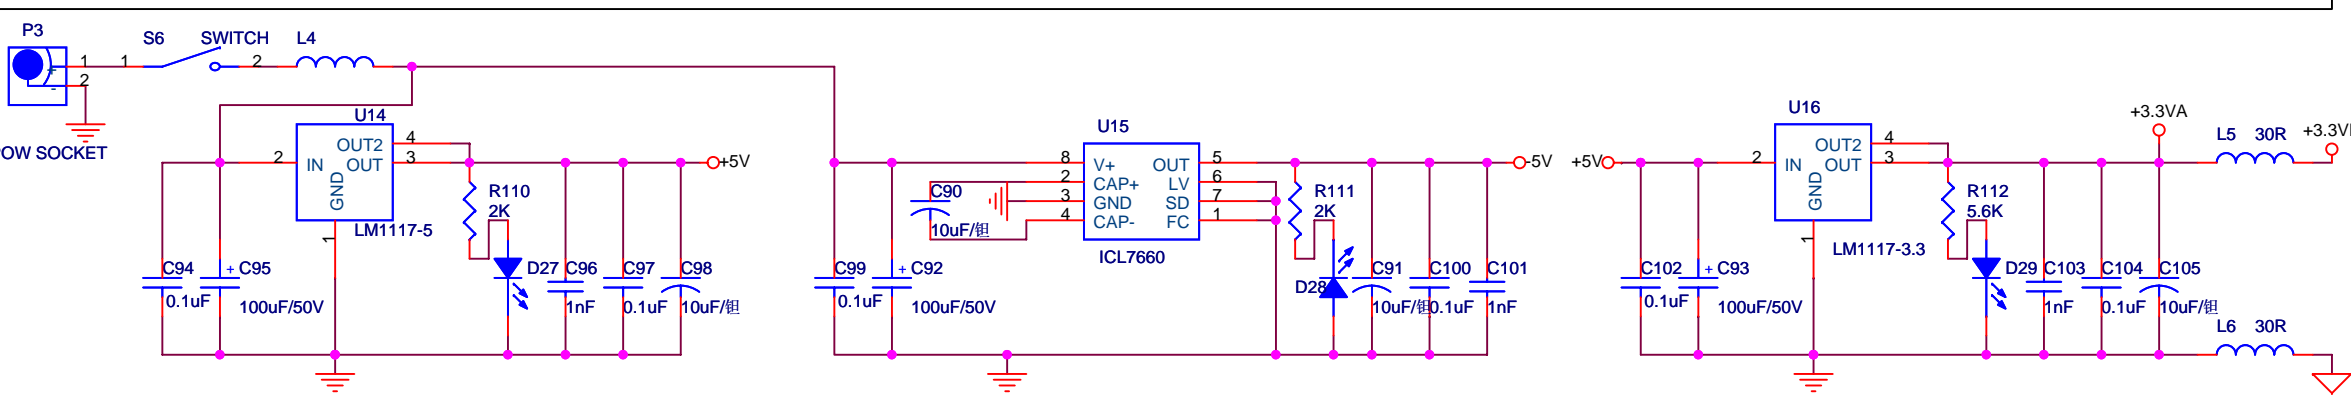 P3
S6 SWITCH L4
1 1 2
2
+
-
POW SOCKET
U14
OUT2 4
2 IN OUT 3
GND
1
LM1117-5
R110
2K
+5V
C94
0.1uF
+ C95
100uF/50V
D27
C96
1nF
C97
0.1uF
C98
10uF/钽
U15
8 V+ OUT 5
2 CAP+ LV 6
3 GND SD 7
4 CAP- FC 1
ICL7660
C90
10uF/钽
C99
0.1uF
+ C92
100uF/50V
R111
2K
-5V
D28
C91
10uF/钽
C100
0.1uF
C101
1nF
+5V
U16
OUT2 4
2 IN OUT 3
GND
1
LM1117-3.3
C102
0.1uF
+ C93
100uF/50V
R112
5.6K
D29
C103
1nF
C104
0.1uF
C105
10uF/钽
+3.3VA
L5 30R
L6 30R